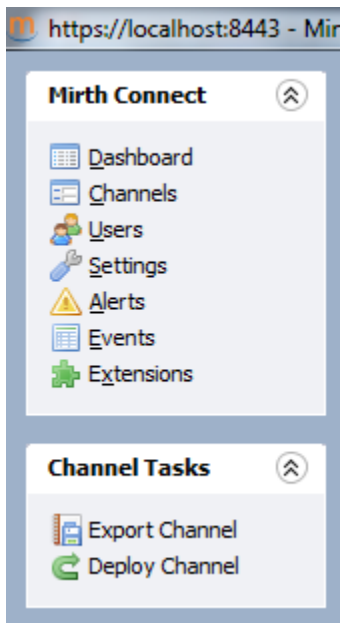 https://localhost:8443 - Mir
Mirth Connect
Dashboard
Channels
Users
Settings
Alerts
Events
Extensions
Channel Tasks
Export Channel
Deploy Channel